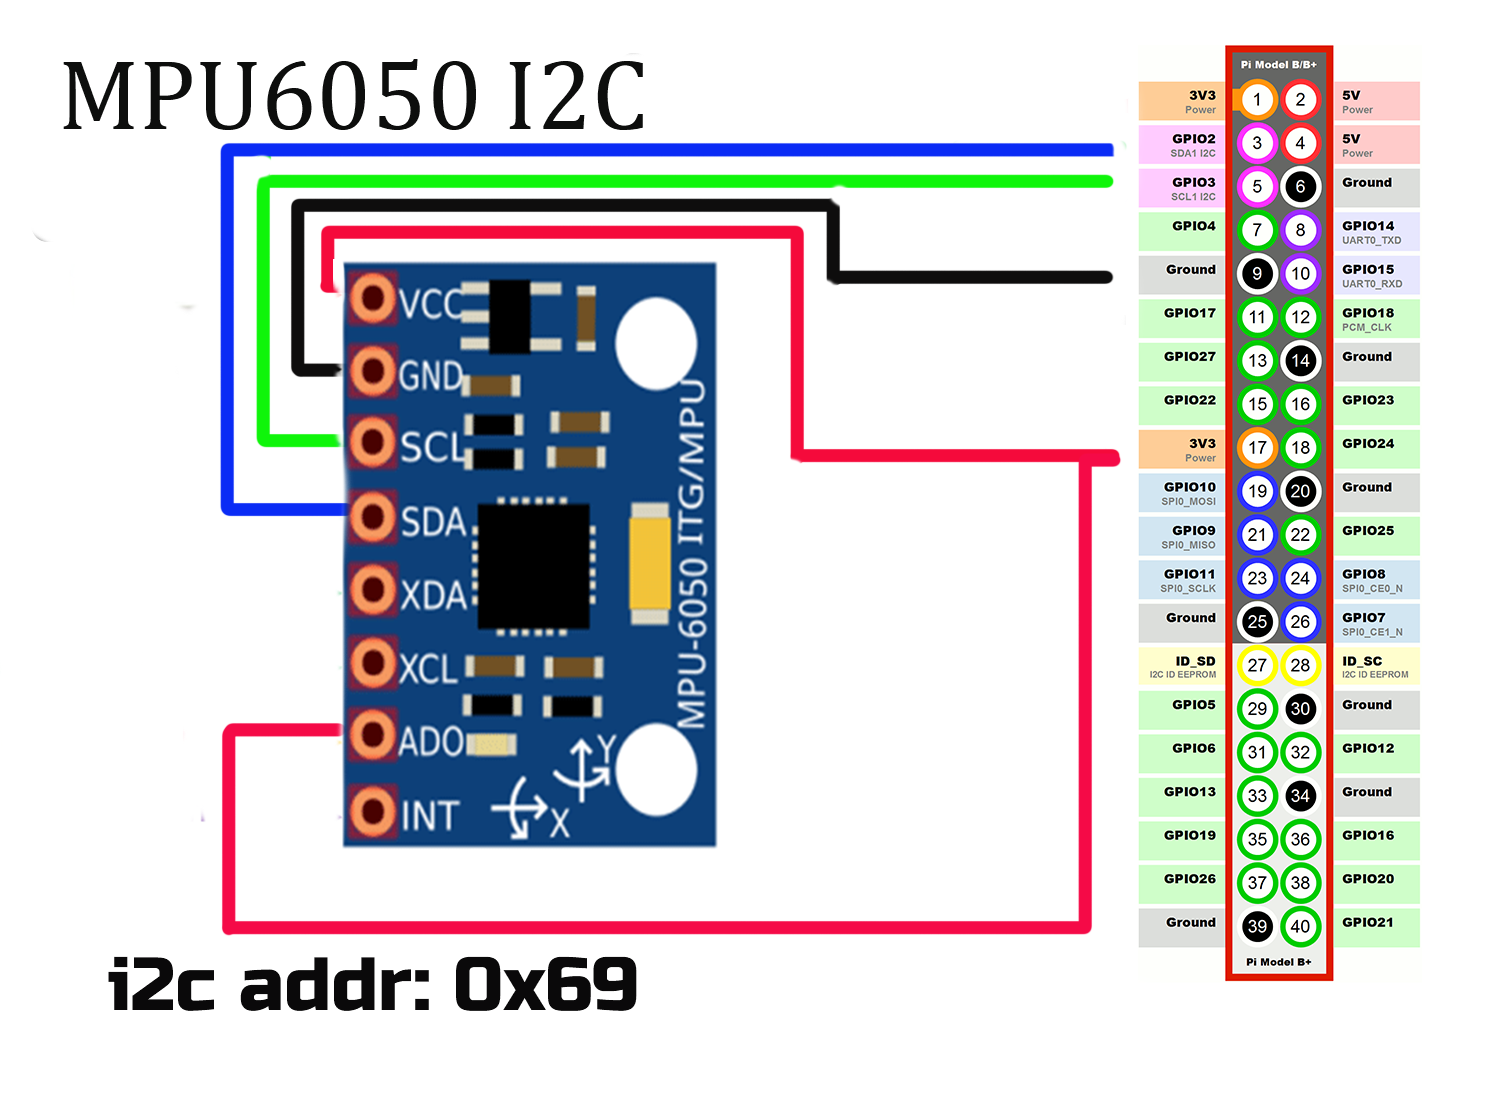 MPU6050 I2C
VCC
GND
SCL
SDA
XDA
XCL
ADO
INT
MPU-6050 ITG/MPU
Y
X
i2c addr: 0x69
Pi Model B/B+
3V3 1 2 5V
Power Power
GPIO2 3 4 5V
SDA1 I2C Power
GPIO3 5 6 Ground
SCL1 I2C
GPIO4 7 8 GPIO14
UART0_TXD
Ground 9 10 GPIO15
UART0_RXD
GPIO17 11 12 GPIO18
PCM_CLK
GPIO27 13 14 Ground
GPIO22 15 16 GPIO23
3V3 17 18 GPIO24
Power
GPIO10 19 20 Ground
SPI0_MOSI
GPIO9 21 22 GPIO25
SPI0_MISO
GPIO11 23 24 GPIO8
SPI0_SCLK SPI0_CE0_N
Ground 25 26 GPIO7
SPI0_CE1_N
ID_SD 27 28 ID_SC
I2C ID EEPROM I2C ID EEPROM
GPIO5 29 30 Ground
GPIO6 31 32 GPIO12
GPIO13 33 34 Ground
GPIO19 35 36 GPIO16
GPIO26 37 38 GPIO20
Ground 39 40 GPIO21
Pi Model B+